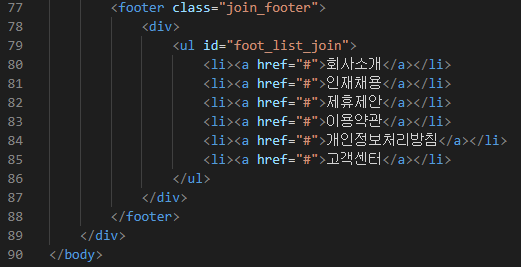 77 <footer class="join_footer">
78 <div>
79 <ul id="foot_list_join">
80 <li><a href="#">회사소개</a></li>
81 <li><a href="#">인재채용</a></li>
82 <li><a href="#">제휴제안</a></li>
83 <li><a href="#">이용약관</a></li>
84 <li><a href="#">개인정보처리방침</a></li>
85 <li><a href="#">고객센터</a></li>
86 </ul>
87 </div>
88 </footer>
89 </div>
90 </body>